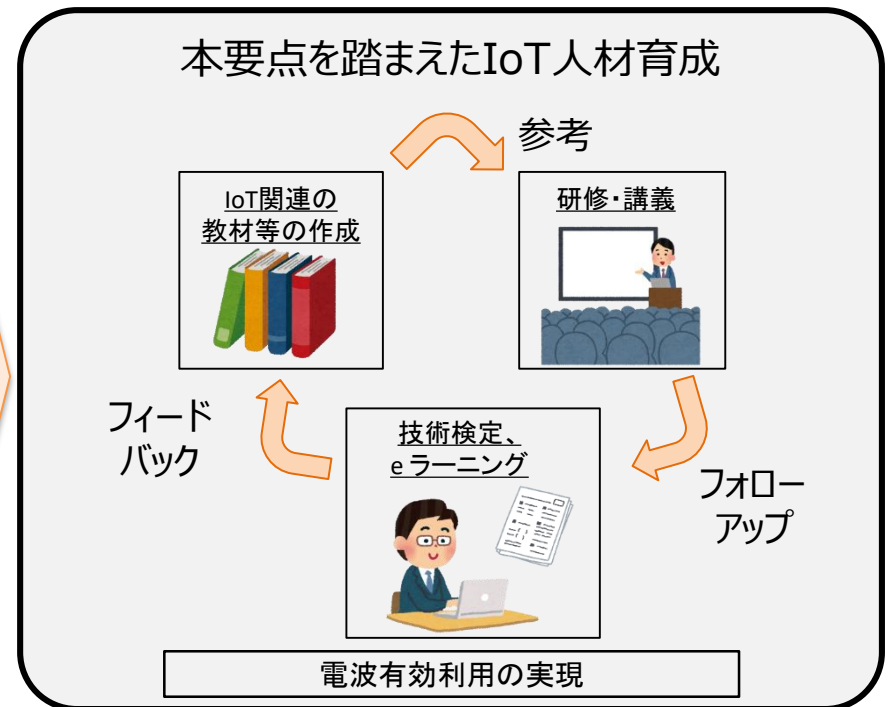 本要点を踏まえたIoT人材育成
参考
IoT関連の
教材等の作成
研修・講義
フィード
バック
技術検定、
eラーニング
フォロー
アップ
電波有効利用の実現